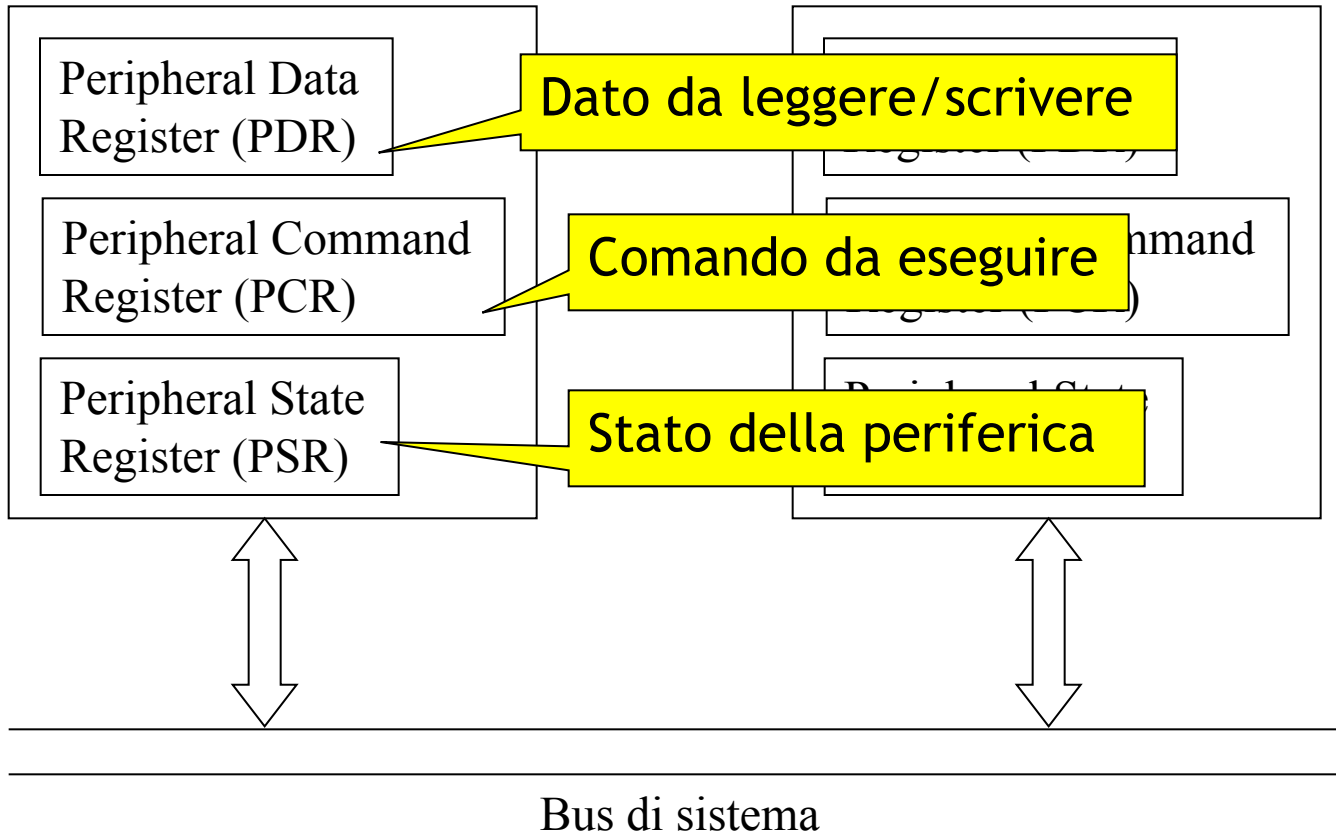 Peripheral Data
Register (PDR)
Dato da leggere/scrivere
Peripheral Command
Register (PCR)
Comando da eseguire
Peripheral State
Register (PSR)
Stato della periferica
Bus di sistema